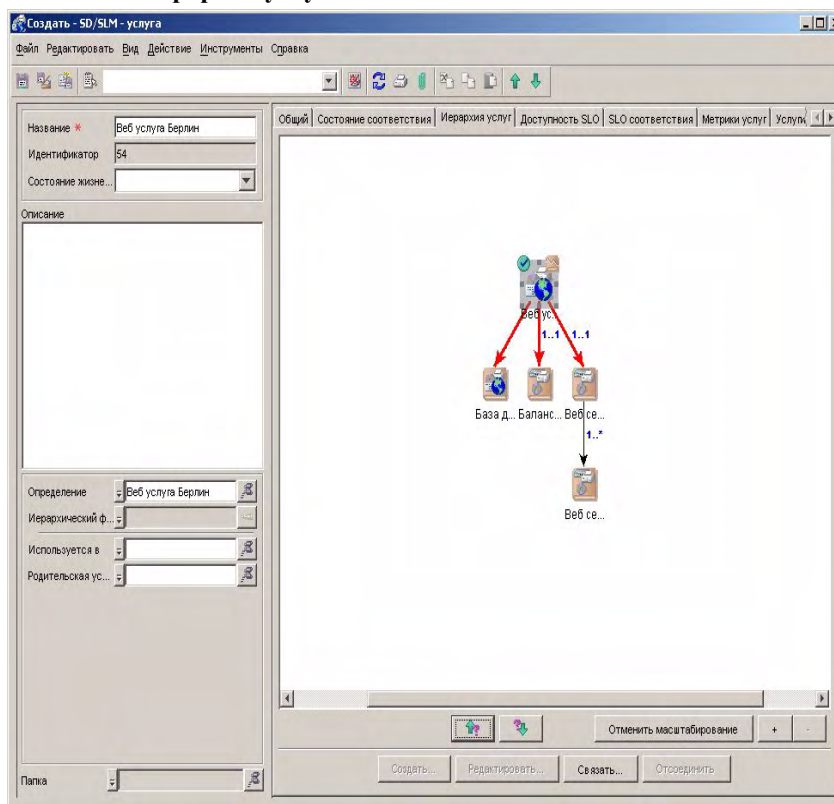 Создать - SD/SLM - услуга
Файл Редактировать Вид Действие Инструменты Справка
Название *
Веб услуга Берлин
Идентификатор
54
Состояние жизне...
Описание
Определение
Веб услуга Берлин
Иерархический ф...
Используется в
Родительская ус...
Папка
Общий Состояние соответствия Иерархия услуг Доступность SLO SLO соответствия Метрики услуг
Веб ус...
1..1 1..1
База д... Баланс... Веб се...
1..*
Веб се...
Отменить масштабирование + -
Создать... Редактировать... Связать... Отсоединить